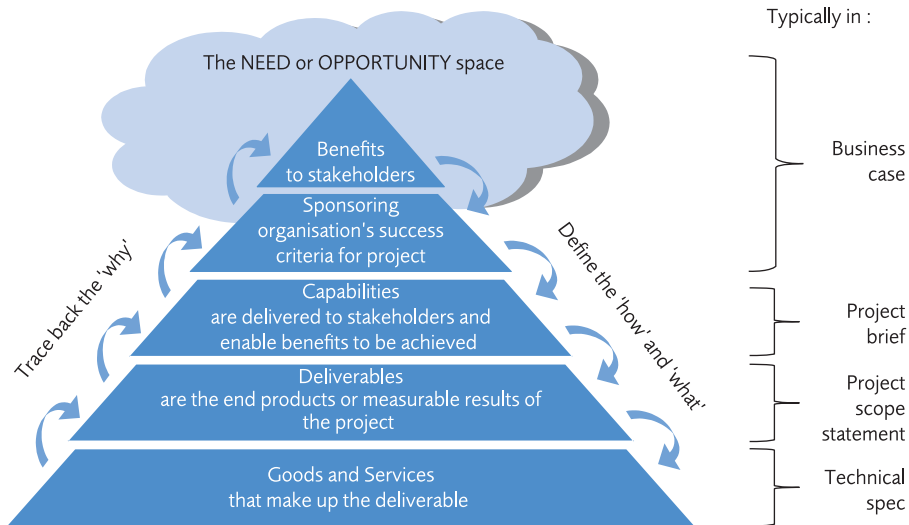 Typically in :
The NEED or OPPORTUNITY space
Benefits
to stakeholders
Sponsoring
organisation's success
criteria for project
Capabilities
are delivered to stakeholders and
enable benefits to be achieved
Deliverables
are the end products or measurable results of
the project
Goods and Services
that make up the deliverable
Trace back the 'why'
Define the 'how' and 'what'
Business
case
Project
brief
Project
scope
statement
Technical
spec